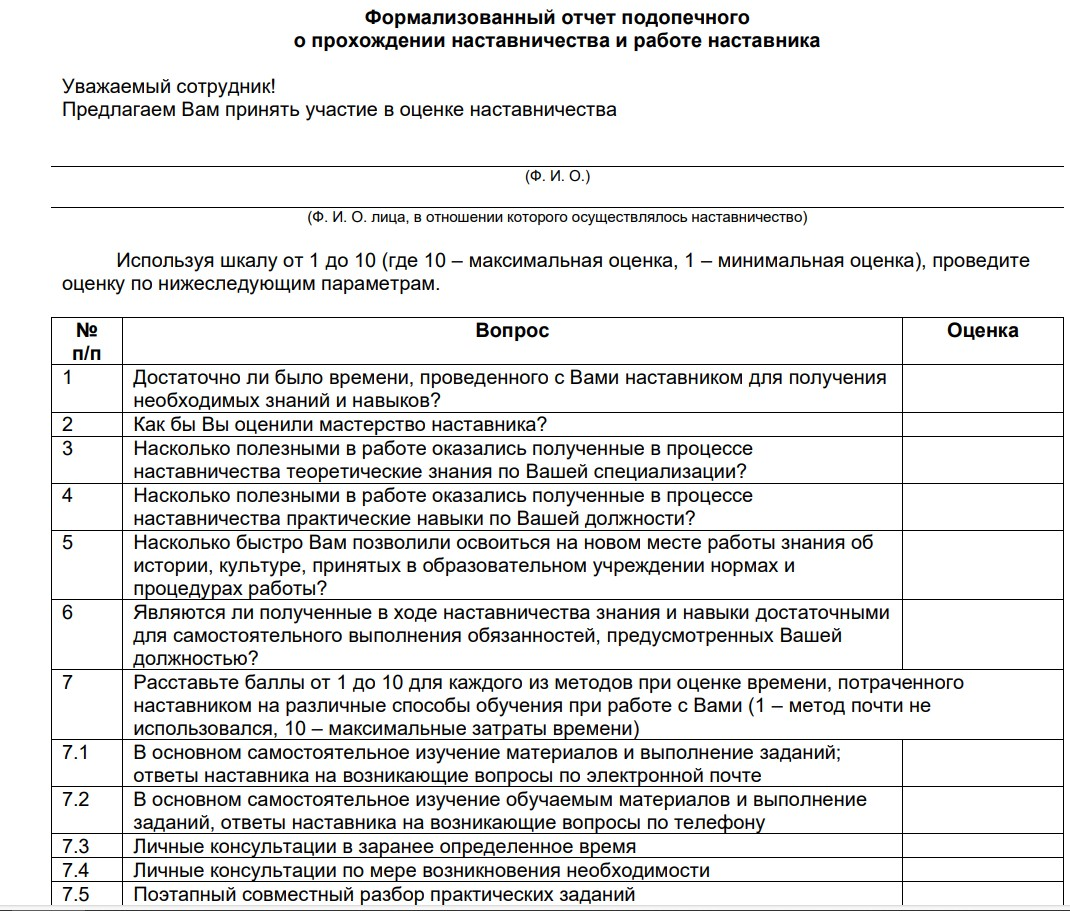 Формализованный отчет подопечного
о прохождении наставничества и работе наставника
Уважаемый сотрудник!
Предлагаем Вам принять участие в оценке наставничества
(Ф. И. О.)
(Ф. И. О. лица, в отношении которого осуществлялось наставничество)
Используя шкалу от 1 до 10 (где 10 – максимальная оценка, 1 – минимальная оценка), проведите
оценку по нижеследующим параметрам.
№ Вопрос Оценка
п/п
1 Достаточно ли было времени, проведенного с Вами наставником для получения
необходимых знаний и навыков?
2 Как бы Вы оценили мастерство наставника?
3 Насколько полезными в работе оказались полученные в процессе
наставничества теоретические знания по Вашей специализации?
4 Насколько полезными в работе оказались полученные в процессе
наставничества практические навыки по Вашей должности?
5 Насколько быстро Вам позволили освоиться на новом месте работы знания об
истории, культуре, принятых в образовательном учреждении нормах и
процедурах работы?
6 Являются ли полученные в ходе наставничества знания и навыки достаточными
для самостоятельного выполнения обязанностей, предусмотренных Вашей
должностью?
7 Расставьте баллы от 1 до 10 для каждого из методов при оценке времени, потраченного
наставником на различные способы обучения при работе с Вами (1 – метод почти не
использовался, 10 – максимальные затраты времени)
7.1 В основном самостоятельное изучение материалов и выполнение заданий;
ответы наставника на возникающие вопросы по электронной почте
7.2 В основном самостоятельное изучение обучаемым материалов и выполнение
заданий, ответы наставника на возникающие вопросы по телефону
7.3 Личные консультации в заранее определенное время
7.4 Личные консультации по мере возникновения необходимости
7.5 Поэтапный совместный разбор практических заданий